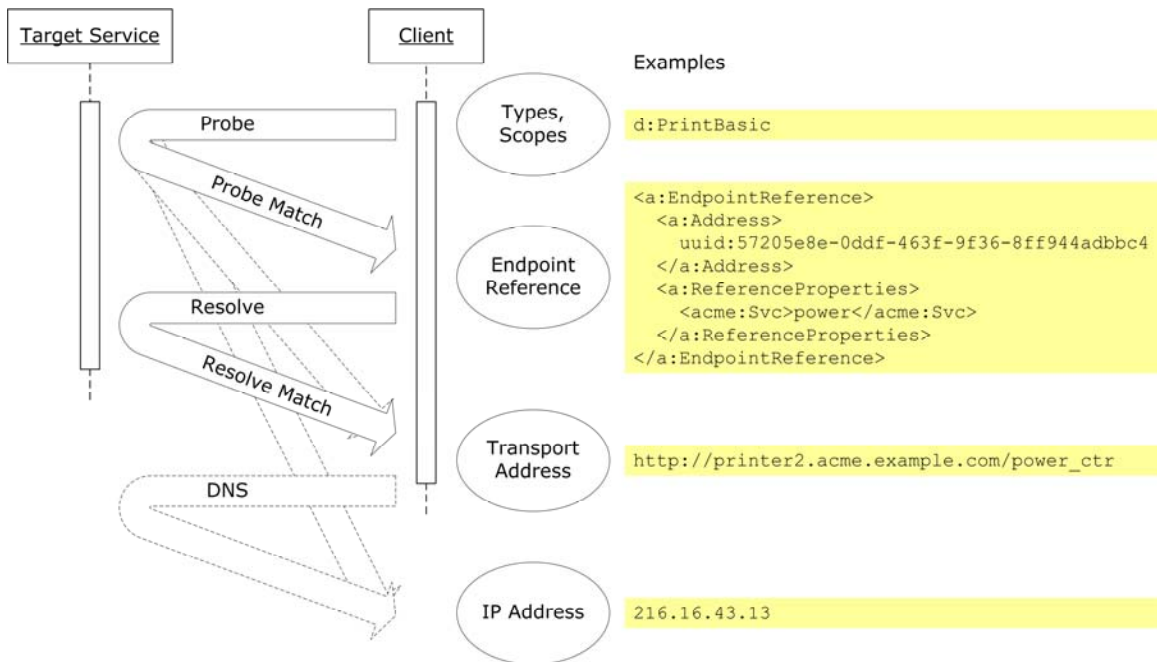 Target Service
Client
Examples
Probe
Types,
Scopes
d:PrintBasic
Probe Match
Endpoint
Reference
<a:EndpointReference>
  <a:Address>
    uuid:57205e8e-0ddf-463f-9f36-8ff944adbbc4
  </a:Address>
  <a:ReferenceProperties>
    <acme:Svc>power</acme:Svc>
  </a:ReferenceProperties>
</a:EndpointReference>
Resolve
Resolve Match
Transport
Address
http://printer2.acme.example.com/power_ctr
DNS
IP Address
216.16.43.13